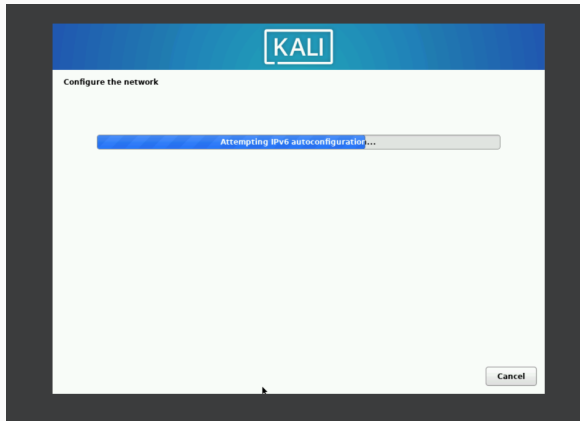 KALI
Configure the network
Attempting IPv6 autoconfiguration...
Cancel